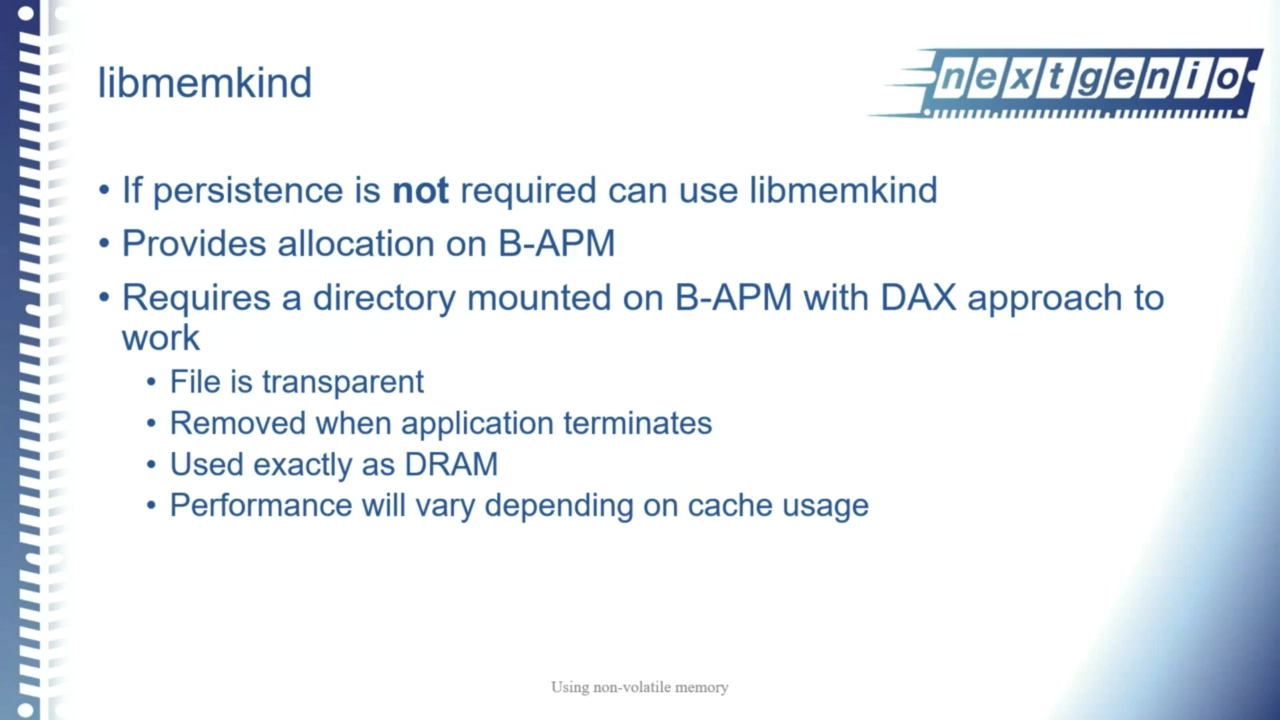 libmemkind
nextgenio
• If persistence is not required can use libmemkind
• Provides allocation on B-APM
• Requires a directory mounted on B-APM with DAX approach to
work
• File is transparent
• Removed when application terminates
• Used exactly as DRAM
• Performance will vary depending on cache usage
Using non-volatile memory